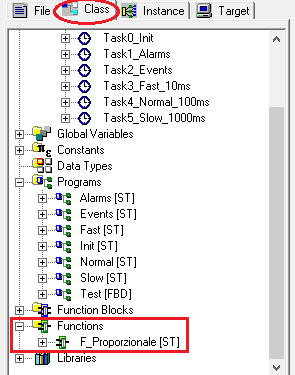 File Class Instance Target
Task0_Init
Task1_Alarms
Task2_Events
Task3_Fast_10ms
Task4_Normal_100ms
Task5_Slow_1000ms
Global Variables
Constants
Data Types
Programs
Alarms [ST]
Events [ST]
Fast [ST]
Init [ST]
Normal [ST]
Slow [ST]
Test [FBD]
Function Blocks
Functions
F_Proporzionale [ST]
Libraries